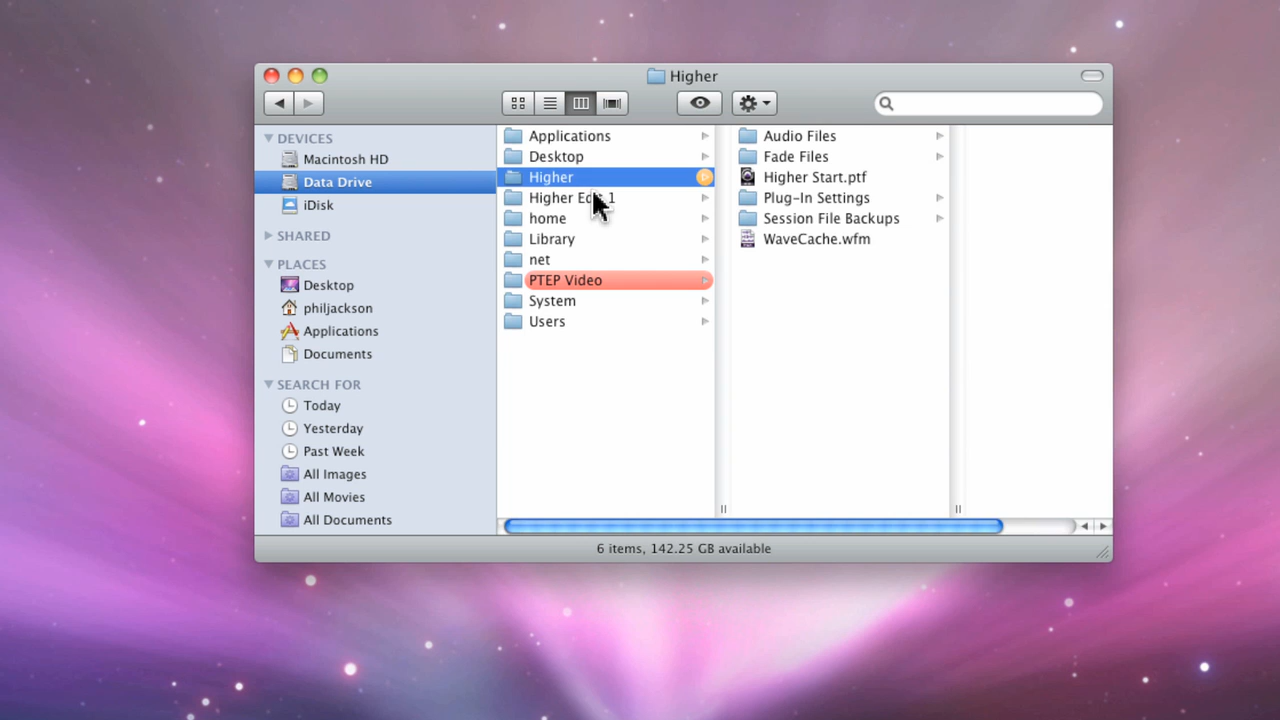 Higher
DEVICES
Macintosh HD
Data Drive
iDisk
SHARED
PLACES
Desktop
philjackson
Applications
Documents
SEARCH FOR
Today
Yesterday
Past Week
All Images
All Movies
All Documents
Applications
Desktop
Higher
Higher 1
home
Library
net
PTEP Video
System
Users
Audio Files
Fade Files
Higher Start.ptf
Plug-In Settings
Session File Backups
WaveCache.wfm
6 items, 142.25 GB available